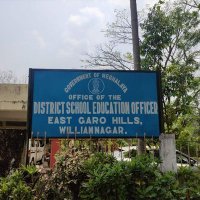 GOVERNMENT OF MEGHALAYA
OFFICE OF THE
DISTRICT SCHOOL EDUCATION OFFICER
EAST GARO HILLS,
WILLIAMNAGAR.